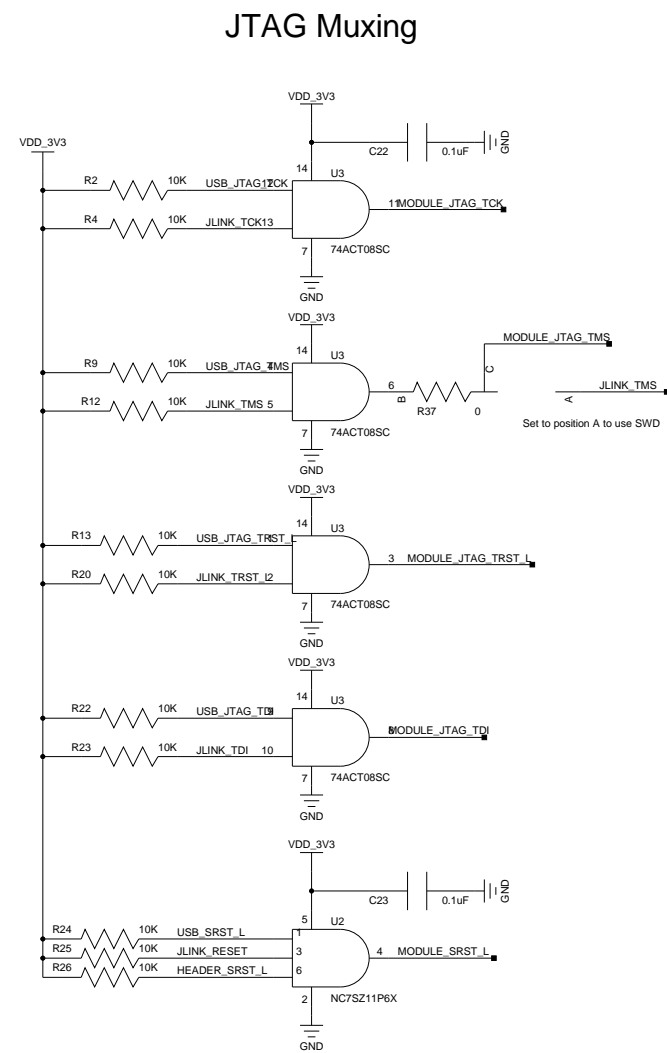 JTAG Muxing
VDD_3V3
C22 0.1uF GND
VDD_3V3
14 U3
R2 10K USB_JTAG_TCK 12
11 MODULE_JTAG_TCK
R4 10K JLINK_TCK 13
7 74ACT08SC
GND
VDD_3V3
14 U3
MODULE_JTAG_TMS
R9 10K USB_JTAG_TMS 4
C
6 B R37 0
A JLINK_TMS
R12 10K JLINK_TMS 5
Set to position A to use SWD
7 74ACT08SC
GND
VDD_3V3
14 U3
R13 10K USB_JTAG_TRST_L 1
3 MODULE_JTAG_TRST_L
R20 10K JLINK_TRST_L 2
7 74ACT08SC
GND
VDD_3V3
14 U3
R22 10K USB_JTAG_TDI 9
8 MODULE_JTAG_TDI
R23 10K JLINK_TDI 10
7 74ACT08SC
GND
VDD_3V3
C23 0.1uF GND
5 U2
R24 10K USB_SRST_L 1
R25 10K JLINK_RESET 3
4 MODULE_SRST_L
R26 10K HEADER_SRST_L 6
2 NC7SZ11P6X
GND